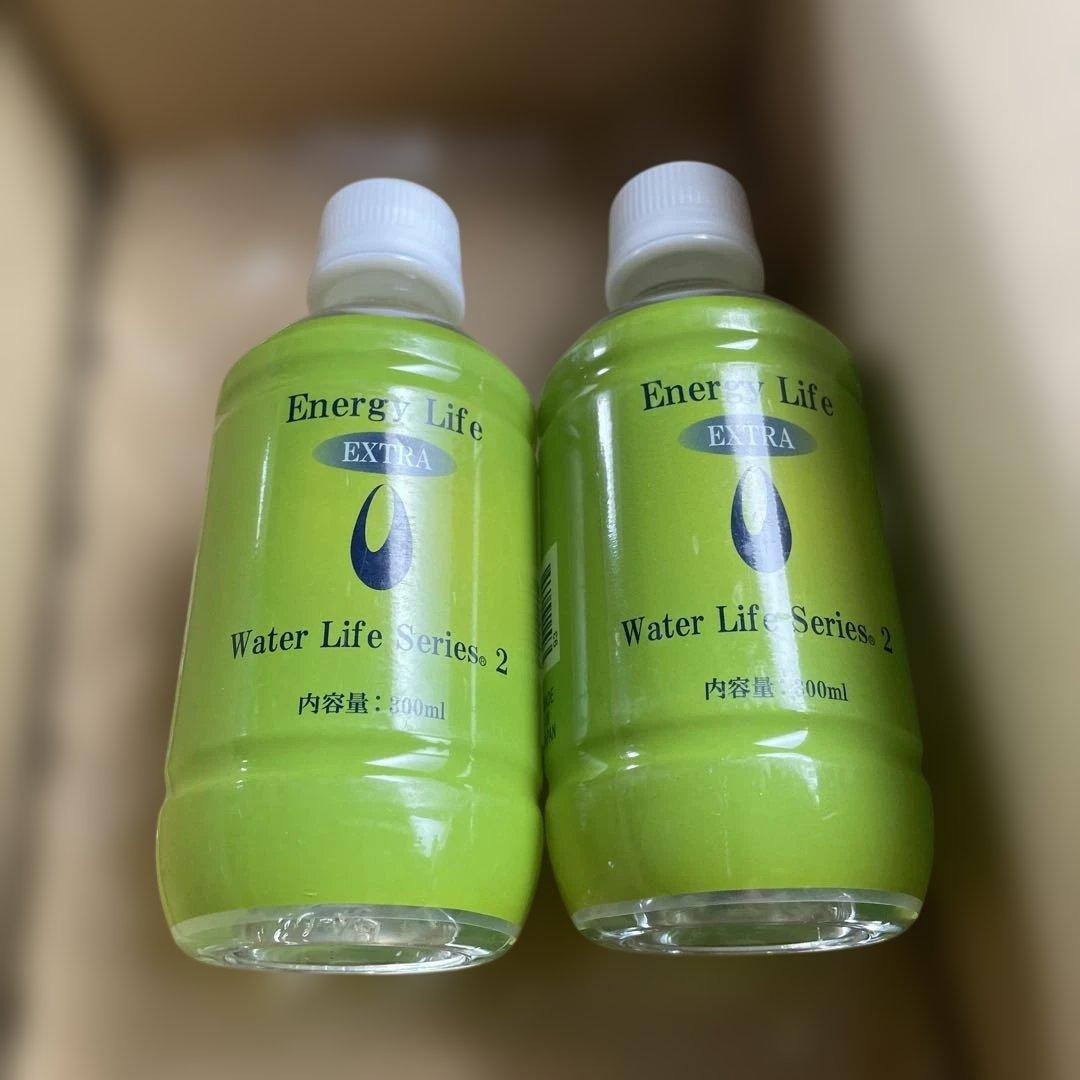 Energy Life
EXTRA
Water Life Series® 2
内容量：300ml
Energy Life
EXTRA
Water Life Series® 2
内容量：300ml